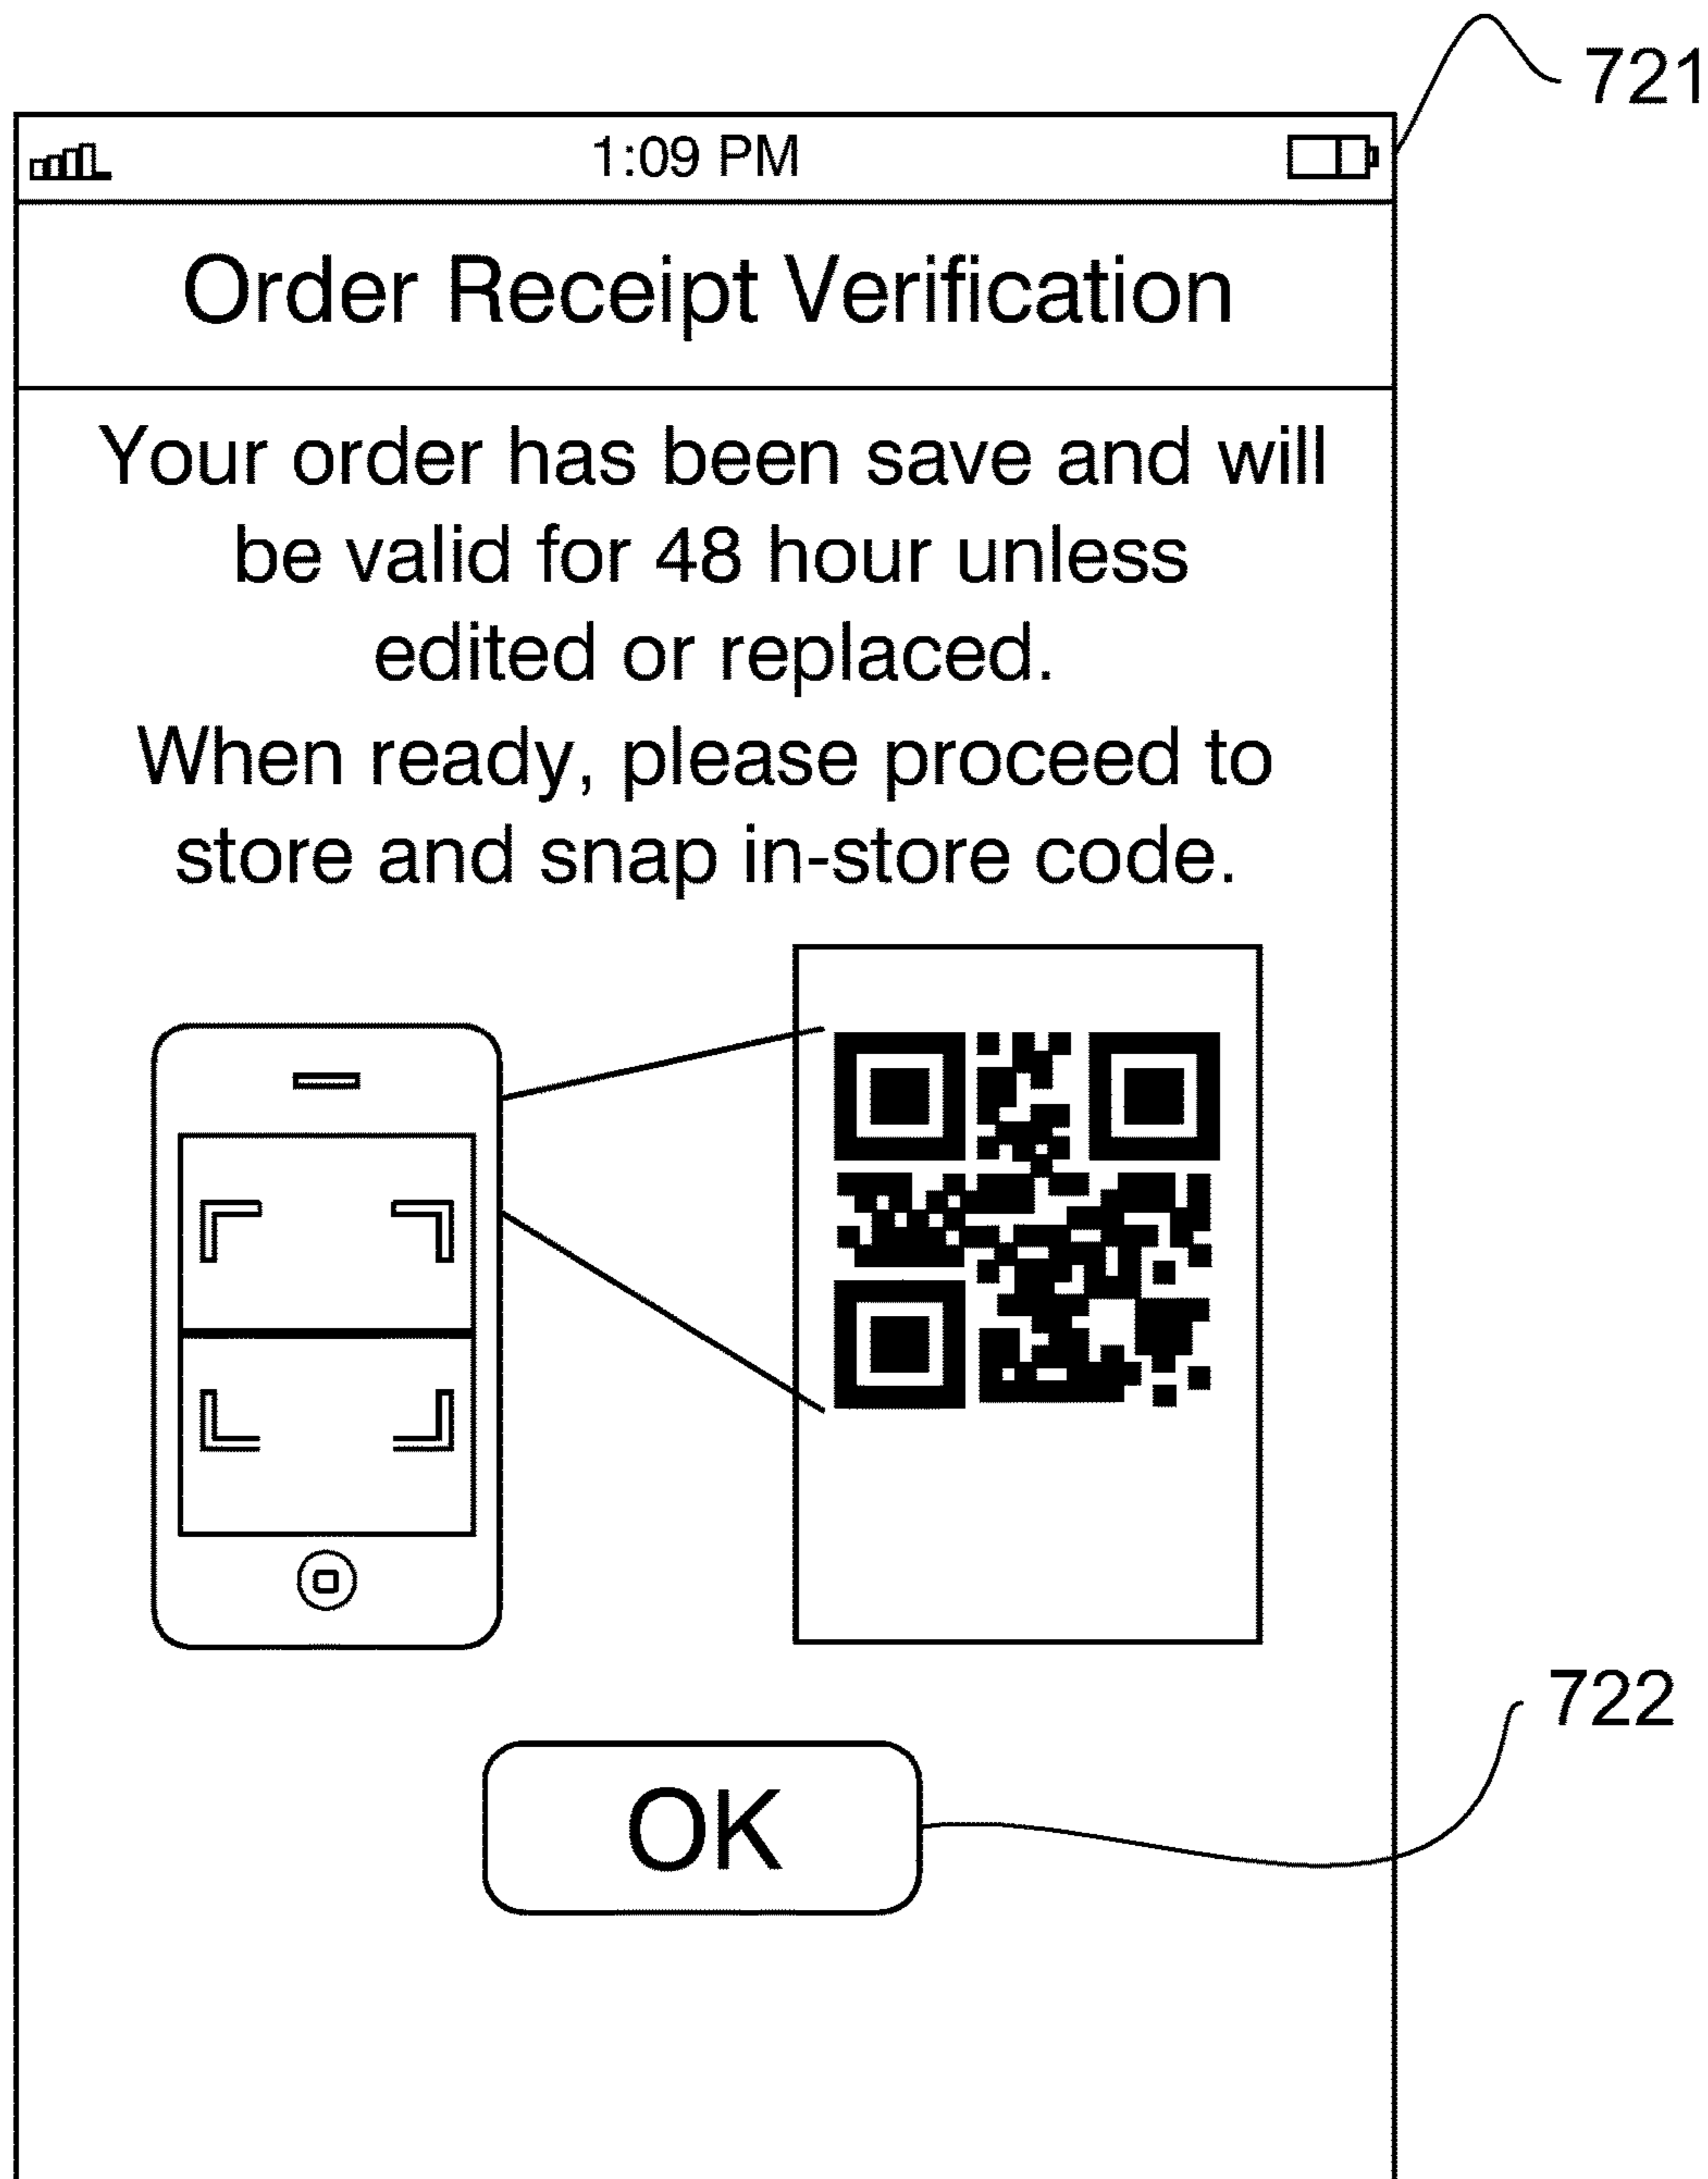 721
1:09 PM
Order Receipt Verification
Your order has been save and will
be valid for 48 hour unless
edited or replaced.
When ready, please proceed to
store and snap in-store code.
722
OK